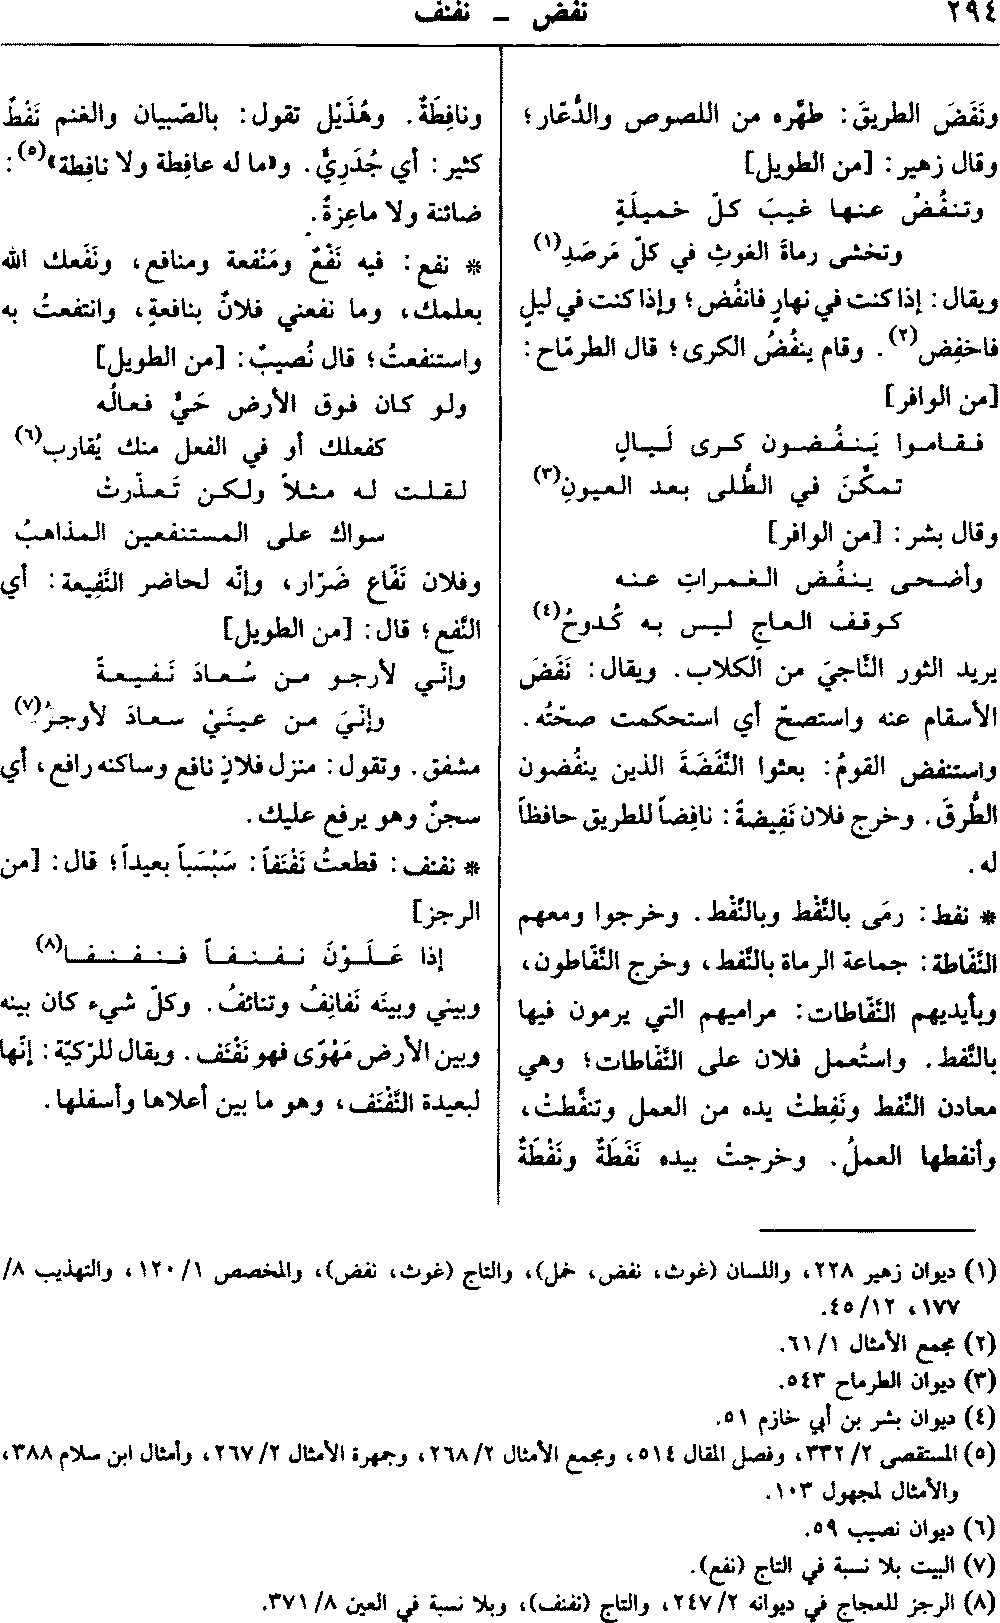 ٢٩٤
نفض - نفنف
ونَفَضَ الطريقَ: طهَّره من اللصوص والدُّعّار؛
وقال زهير: [من الطويل]
وتنفُضُ عنها غيبَ كلّ خميلَةٍ
وتخشى رماةَ الغوثِ في كلّ مَرصَدِ(١)
ويقال: إذا كنت في نهارٍ فانفُض؛ وإذا كنت في ليلٍ
فاخفِض(٢). وقام ينفُضُ الكرى؛ قال الطرمّاح:
[من الوافر]
فقاموا يَنفُضون كرى لَيالٍ
تمكَّنَ في الطُّلى بعد العيونِ(٣)
وقال بشر: [من الوافر]
وأضحى ينفُض الغمراتِ عنه
كوقف العاجِ ليس به كُدوحُ(٤)
يريد الثور النَّاجيَ من الكلاب. ويقال: نَفَضَ
الأسقام عنه واستصحّ أي استحكمت صحّتُه.
واستنفض القومُ: بعثوا النَّفَضَةَ الذين ينفُضون
الطُّرقَ. وخرج فلان نَفِيضةً: نافِضاً للطريق حافظاً
له.
* نفط: رمَى بالنَّفْط وبالنِّفْط. وخرجوا ومعهم
النَّفّاطة: جماعة الرماة بالنَّفط، وخرج النَّفّاطون،
وبأيديهم النَّفّاطات: مراميهم التي يرمون فيها
بالنَّفط. واستُعمل فلان على النَّفّاطات؛ وهي
معادن النَّفط ونَفِطتْ يده من العمل وتنفَّطتْ،
وأنفطها العملُ. وخرجتْ بيده نَفَطَةٌ ونَفْطَةٌ
ونافِطَةٌ. وهُذَيْل تقول: بالصّبيان والغنم نَفْطٌ
كثير: أي جُدَرِيٌّ. و«ما له عافِطة ولا نافِطة»(٥):
ضائنة ولا ماعِزةٌ.
* نفع: فيه نَفْعٌ ومَنْفعة ومنافع، ونَفَعك الله
بعلمك، وما نفعني فلانٌ بنافعةٍ، وانتفعتُ به
واستنفعتُ؛ قال نُصيبٌ: [من الطويل]
ولو كان فوق الأرض حَيٌّ فعالُه
كفعلك أو في الفعل منك يُقارب(٦)
لقلت له مثلاً ولكن تَعذّرتْ
سواك على المستنفعين المذاهبُ
وفلان نَفّاع ضَرّار، وإنّه لحاضر النَّفِيعة: أي
النَّفع؛ قال: [من الطويل]
وإنّي لأرجو من سُعادَ نَفيعةً
وإنّيَ من عينَيْ سعادَ لأوجرُ(٧)
مشفق. وتقول: منزل فلانٍ نافع وساكنه رافع، أي
سجنٌ وهو يرفع عليك.
* نفنف: قطعتُ نَفْنَفاً: سَبْسَباً بعيداً؛ قال: [من
الرجز]
إذا عَلَوْنَ نفنفاً فنفنفا(٨)
وبيني وبينَه نَفانِفُ وتنائفُ. وكلّ شيء كان بينه
وبين الأرض مَهْوًى فهو نَفْنَف. ويقال للرّكيّة: إنّها
لبعيدة النَّفْنَف، وهو ما بين أعلاها وأسفلها.
(١) ديوان زهير ٢٢٨، واللسان (غوث، نفض، خمل)، والتاج (غوث، نفض)، والمخصص ١/١٢٠، والتهذيب ٨/
١٧٧، ١٢/٤٥.
(٢) مجمع الأمثال ١/٦١.
(٣) ديوان الطرماح ٥٤٣.
(٤) ديوان بشر بن أبي خازم ٥١.
(٥) المستقصى ٢/٣٣٢، وفصل المقال ٥١٤، ومجمع الأمثال ٢/٢٦٨، وجمهرة الأمثال ٢/٢٦٧، وأمثال ابن سلام ٣٨٨،
والأمثال لمجهول ١٠٣.
(٦) ديوان نصيب ٥٩.
(٧) البيت بلا نسبة في التاج (نفع).
(٨) الرجز للعجاج في ديوانه ٢/٢٤٧، والتاج (نفنف)، وبلا نسبة في العين ٨/٣٧١.